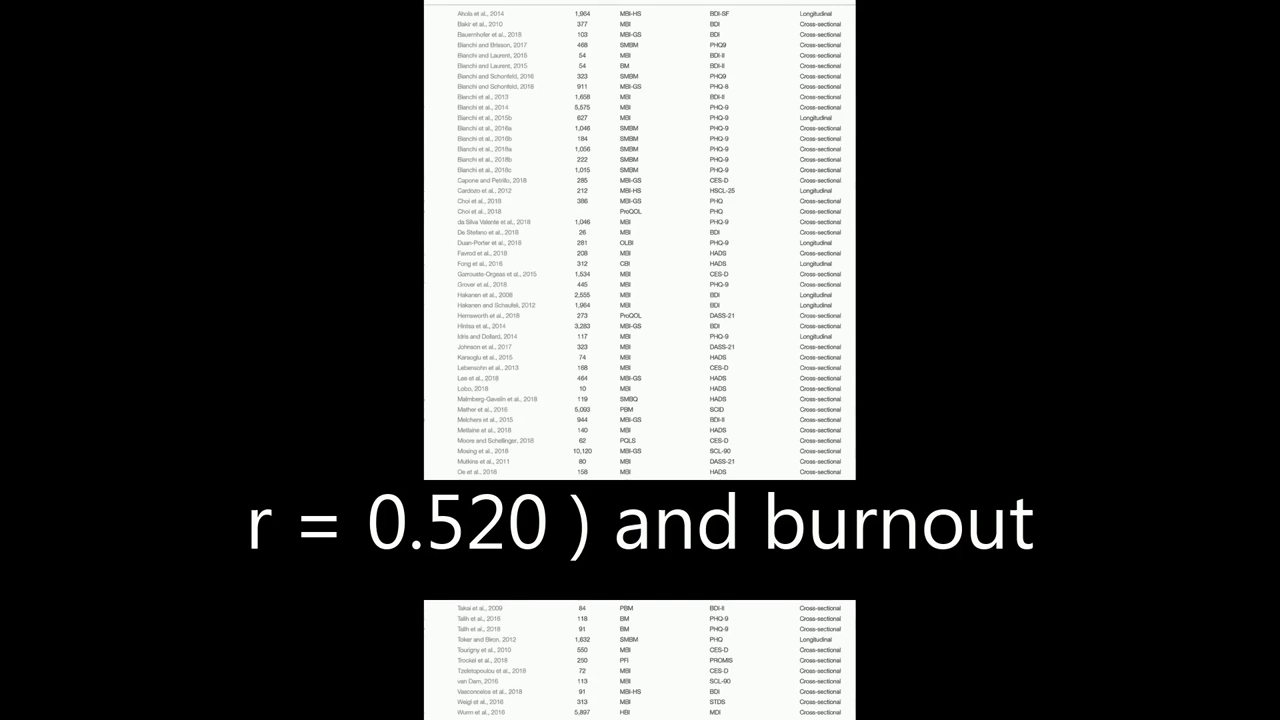 Ahola et al., 2014 1,964 MBI-HS BDI-SF Longitudinal
Bakir et al., 2010 377 MBI BDI Cross-sectional
Bauernhofer et al., 2018 103 MBI-GS BDI Cross-sectional
Bianchi and Brisson, 2017 468 SMBM PHQ9 Cross-sectional
Bianchi and Laurent, 2015 54 MBI BDI-II Cross-sectional
Bianchi and Laurent, 2015 54 BM BDI-II Cross-sectional
Bianchi and Schonfeld, 2016 323 SMBM PHQ9 Cross-sectional
Bianchi and Schonfeld, 2018 911 MBI-GS PHQ-8 Cross-sectional
Bianchi et al., 2013 1,658 MBI BDI-II Cross-sectional
Bianchi et al., 2014 5,575 MBI PHQ-9 Cross-sectional
Bianchi et al., 2015b 627 MBI PHQ-9 Longitudinal
Bianchi et al., 2016a 1,046 SMBM PHQ-9 Cross-sectional
Bianchi et al., 2016b 184 SMBM PHQ-9 Cross-sectional
Bianchi et al., 2018a 1,056 SMBM PHQ-9 Cross-sectional
Bianchi et al., 2018b 222 SMBM PHQ-9 Cross-sectional
Bianchi et al., 2018c 1,015 SMBM PHQ-9 Cross-sectional
Capone and Petrillo, 2018 285 MBI-GS CES-D Cross-sectional
Cardozo et al., 2012 212 MBI-HS HSCL-25 Longitudinal
Choi et al., 2018 386 MBI-GS PHQ Cross-sectional
Choi et al., 2018 ProQOL PHQ Cross-sectional
da Silva Valente et al., 2018 1,046 MBI PHQ-9 Cross-sectional
De Stefano et al., 2018 26 MBI BDI Cross-sectional
Duan-Porter et al., 2018 281 OLBI PHQ-9 Longitudinal
Favrod et al., 2018 208 MBI HADS Cross-sectional
Fong et al., 2016 312 CBI HADS Longitudinal
Garrouste-Orgeas et al., 2015 1,534 MBI CES-D Cross-sectional
Grover et al., 2018 445 MBI PHQ-9 Cross-sectional
Hakanen et al., 2008 2,555 MBI BDI Longitudinal
Hakanen and Schaufeli, 2012 1,964 MBI BDI Longitudinal
Hemsworth et al., 2018 273 ProQOL DASS-21 Cross-sectional
Hintsa et al., 2014 3,283 MBI-GS BDI Cross-sectional
Idris and Dollard, 2014 117 MBI PHQ-9 Longitudinal
Johnson et al., 2017 323 MBI DASS-21 Cross-sectional
Karaoglu et al., 2015 74 MBI HADS Cross-sectional
Lebensohn et al., 2013 168 MBI CES-D Cross-sectional
Lee et al., 2018 464 MBI-GS HADS Cross-sectional
Lobo, 2018 10 MBI HADS Cross-sectional
Malmberg-Gavelin et al., 2018 119 SMBQ HADS Cross-sectional
Mather et al., 2016 5,093 PBM SCID Cross-sectional
Melchers et al., 2015 944 MBI-GS BDI-II Cross-sectional
Metlaine et al., 2018 140 MBI HADS Cross-sectional
Moore and Schellinger, 2018 62 PQLS CES-D Cross-sectional
Mosing et al., 2018 10,120 MBI-GS SCL-90 Cross-sectional
Mutkins et al., 2011 80 MBI DASS-21 Cross-sectional
Oe et al., 2018 158 MBI HADS Cross-sectional
r = 0.520 ) and burnout
Takai et al., 2009 84 PBM BDI-II Cross-sectional
Talih et al., 2016 118 BM PHQ-9 Cross-sectional
Talih et al., 2018 91 BM PHQ-9 Cross-sectional
Toker and Biron, 2012 1,632 SMBM PHQ Longitudinal
Tourigny et al., 2010 550 MBI CES-D Cross-sectional
Trockel et al., 2018 250 PFI PROMIS Cross-sectional
Tzeletopoulou et al., 2018 72 MBI CES-D Cross-sectional
van Dam, 2016 113 MBI SCL-90 Cross-sectional
Vasconcelos et al., 2018 91 MBI-HS BDI Cross-sectional
Weigl et al., 2016 313 MBI STDS Cross-sectional
Wurm et al., 2016 5,897 HBI MDI Cross-sectional